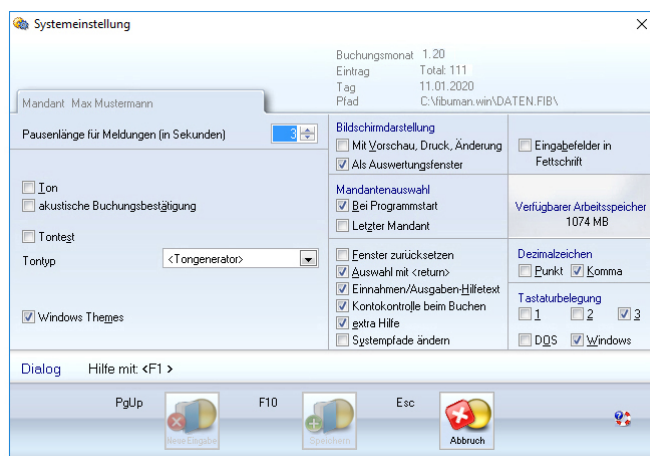 Systemeinstellung
Buchungsmonat 1.20
Eintrag Total: 111
Tag 11.01.2020
Pfad C:\fibuman.win\DATEN.FIB\
Mandant Max Mustermann
Pausenlänge für Meldungen (in Sekunden) 3
Ton
akustische Buchungsbestätigung
Tontest
Tontyp <Tongenerator>
Windows Themes
Bildschirmdarstellung
Mit Vorschau, Druck, Änderung
Als Auswertungsfenster
Mandantenauswahl
Bei Programmstart
Letzter Mandant
Fenster zurücksetzen
Auswahl mit <return>
Einnahmen/Ausgaben-Hilfetext
Kontokontrolle beim Buchen
extra Hilfe
Systempfade ändern
Eingabefelder in
Fettschrift
Verfügbarer Arbeitsspeicher
1074 MB
Dezimalzeichen
Punkt Komma
Tastaturbelegung
1 2 3
DOS Windows
Dialog Hilfe mit: <F1 >
PgUp F10 Esc
Neue Eingabe Speichern Abbruch